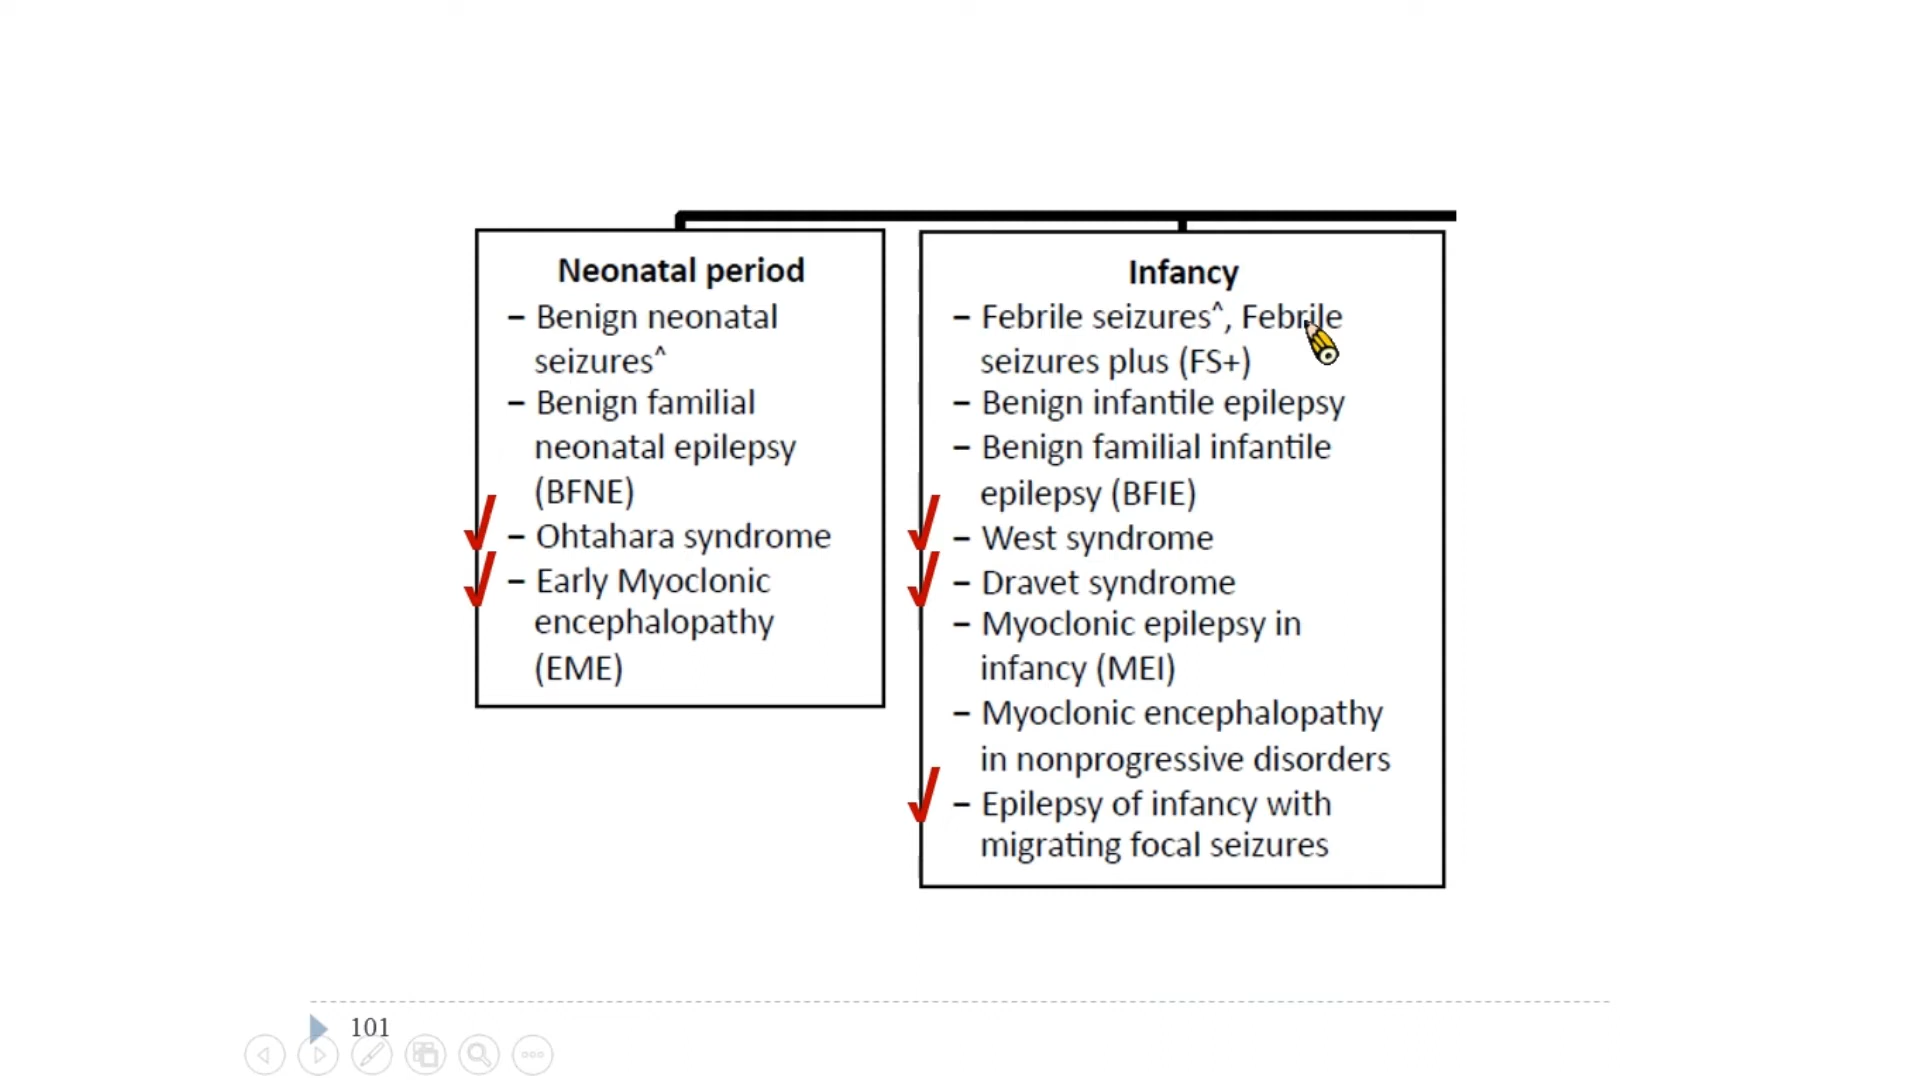 Neonatal period
– Benign neonatal
seizures^
– Benign familial
neonatal epilepsy
(BFNE)
√ – Ohtahara syndrome
√ – Early Myoclonic
encephalopathy
(EME)
Infancy
– Febrile seizures^, Febrile
seizures plus (FS+)
– Benign infantile epilepsy
– Benign familial infantile
epilepsy (BFIE)
√ – West syndrome
√ – Dravet syndrome
– Myoclonic epilepsy in
infancy (MEI)
– Myoclonic encephalopathy
in nonprogressive disorders
√ – Epilepsy of infancy with
migrating focal seizures
101